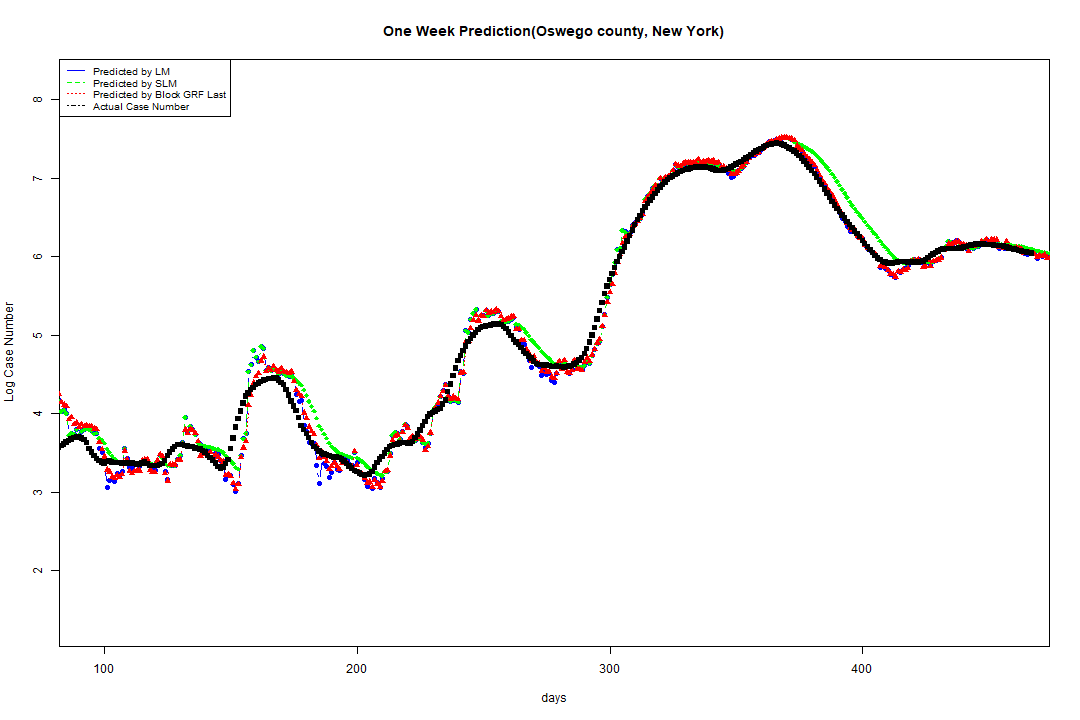 One Week Prediction(Oswego county, New York)
Predicted by LM
Predicted by SLM
Predicted by Block GRF Last
Actual Case Number
8
7
6
5
4
3
2
Log Case Number
100 200 300 400
days